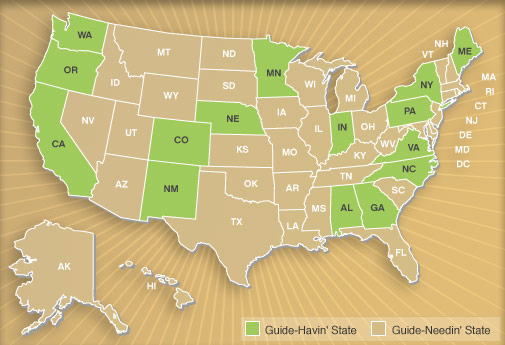 WA
MT
ND
MN
NH
VT
ME
OR
ID
SD
WI
MI
NY
MA
RI
WY
CT
NV
NE
IA
PA
NJ
UT
IL
IN
OH
DE
CA
CO
KS
MO
WV
VA
MD
KY
DC
NC
AZ
NM
OK
AR
TN
SC
TX
LA
MS
AL
GA
FL
AK
HI
Guide-Havin' State
Guide-Needin' State